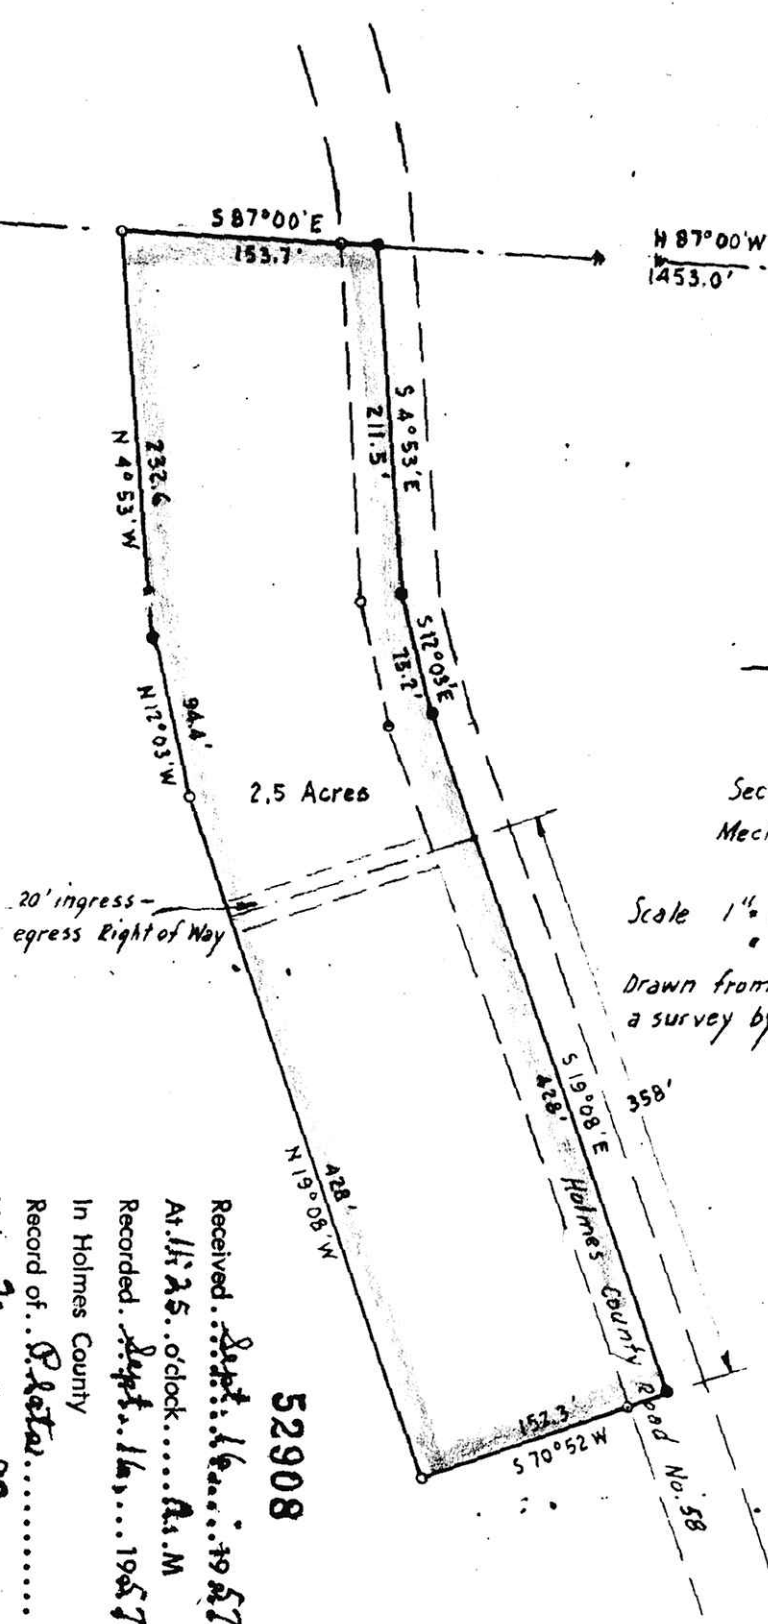 S 87°00'E
153.7'
N 87°00'W
1453.0'
S 4°53'E
211.5'
232.6
N 4°53'W
S 12°03'E
94.4'
N 12°03'W
2.5 Acres
Sec
Scale 1"=
"
20' ingress-
egress Right of Way
Drawn from
a survey by
S 19°08'E
428'
358'
428'
N 19°08'W
Holmes County Road No. 58
152.3'
S 70°52'W
52908
Received Sept. 16 1957
At 11:25 o'clock A.M
Recorded Sept. 16, 1957
In Holmes County
Record of